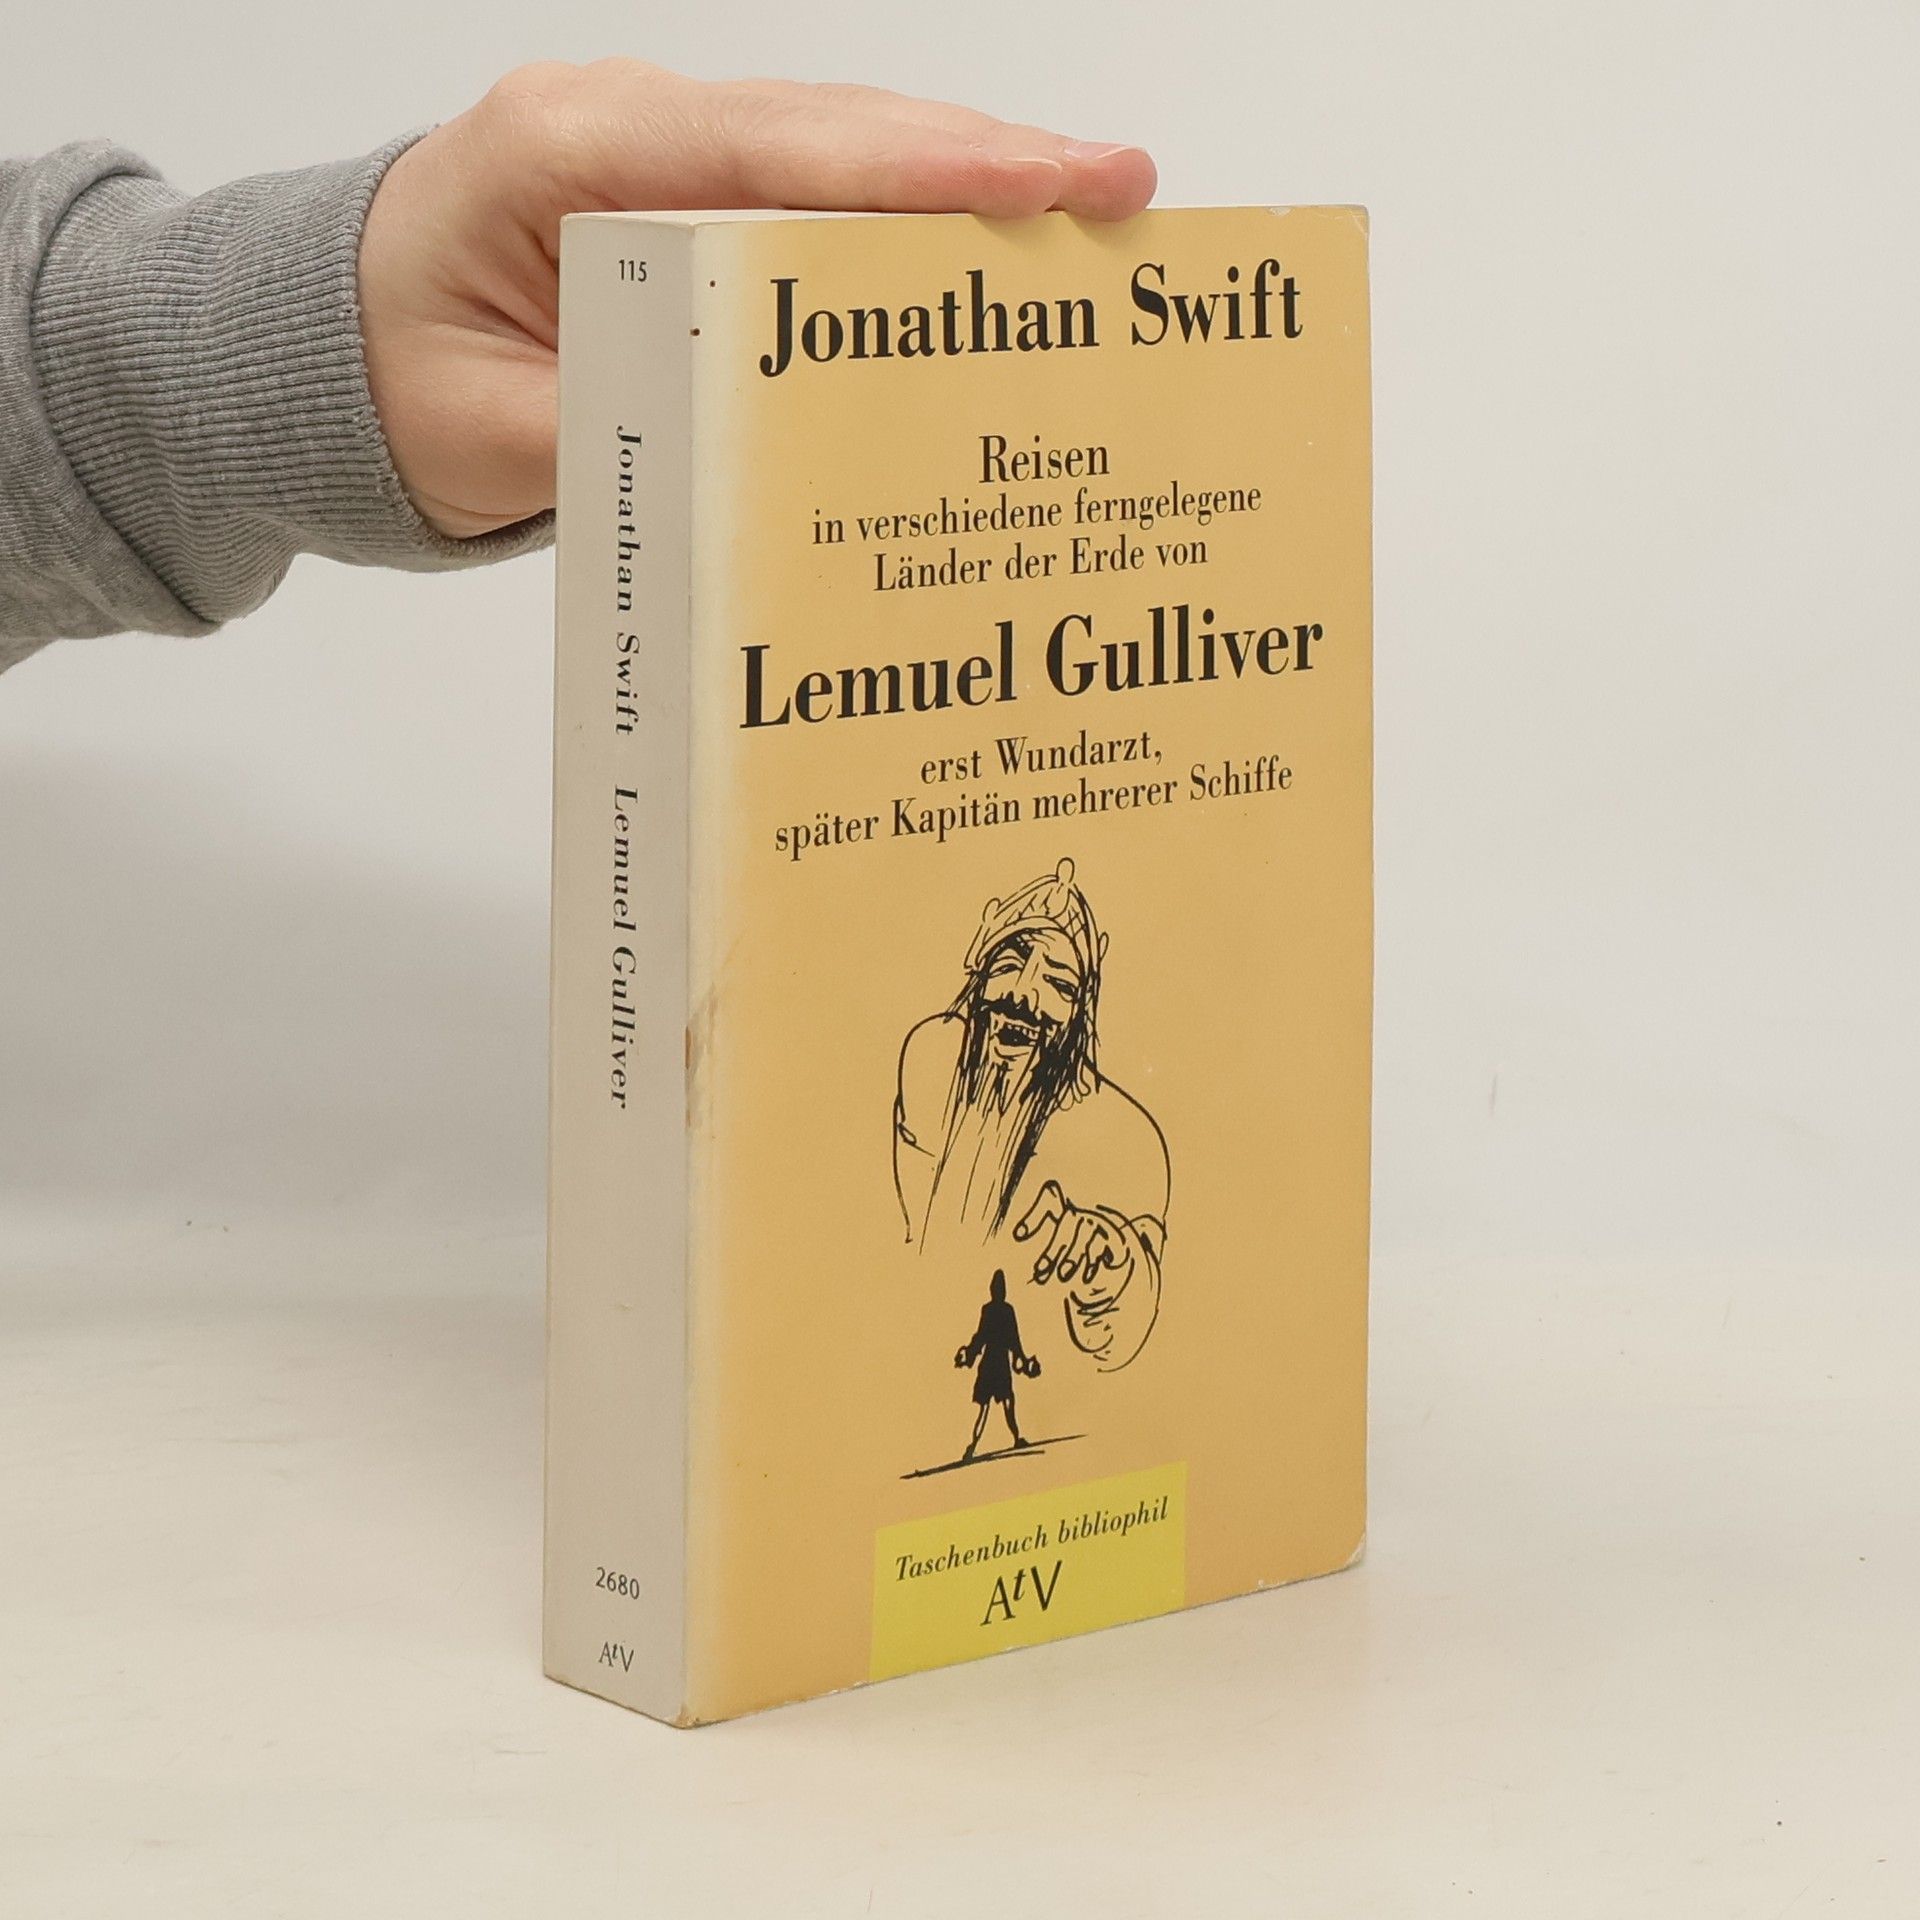 115
Jonathan Swift Lemuel Gulliver
2680
AtV
Jonathan Swift
Reisen
in verschiedene ferngelegene
Länder der Erde von
Lemuel Gulliver
erst Wundarzt,
später Kapitän mehrerer Schiffe
Taschenbuch bibliophil
AtV